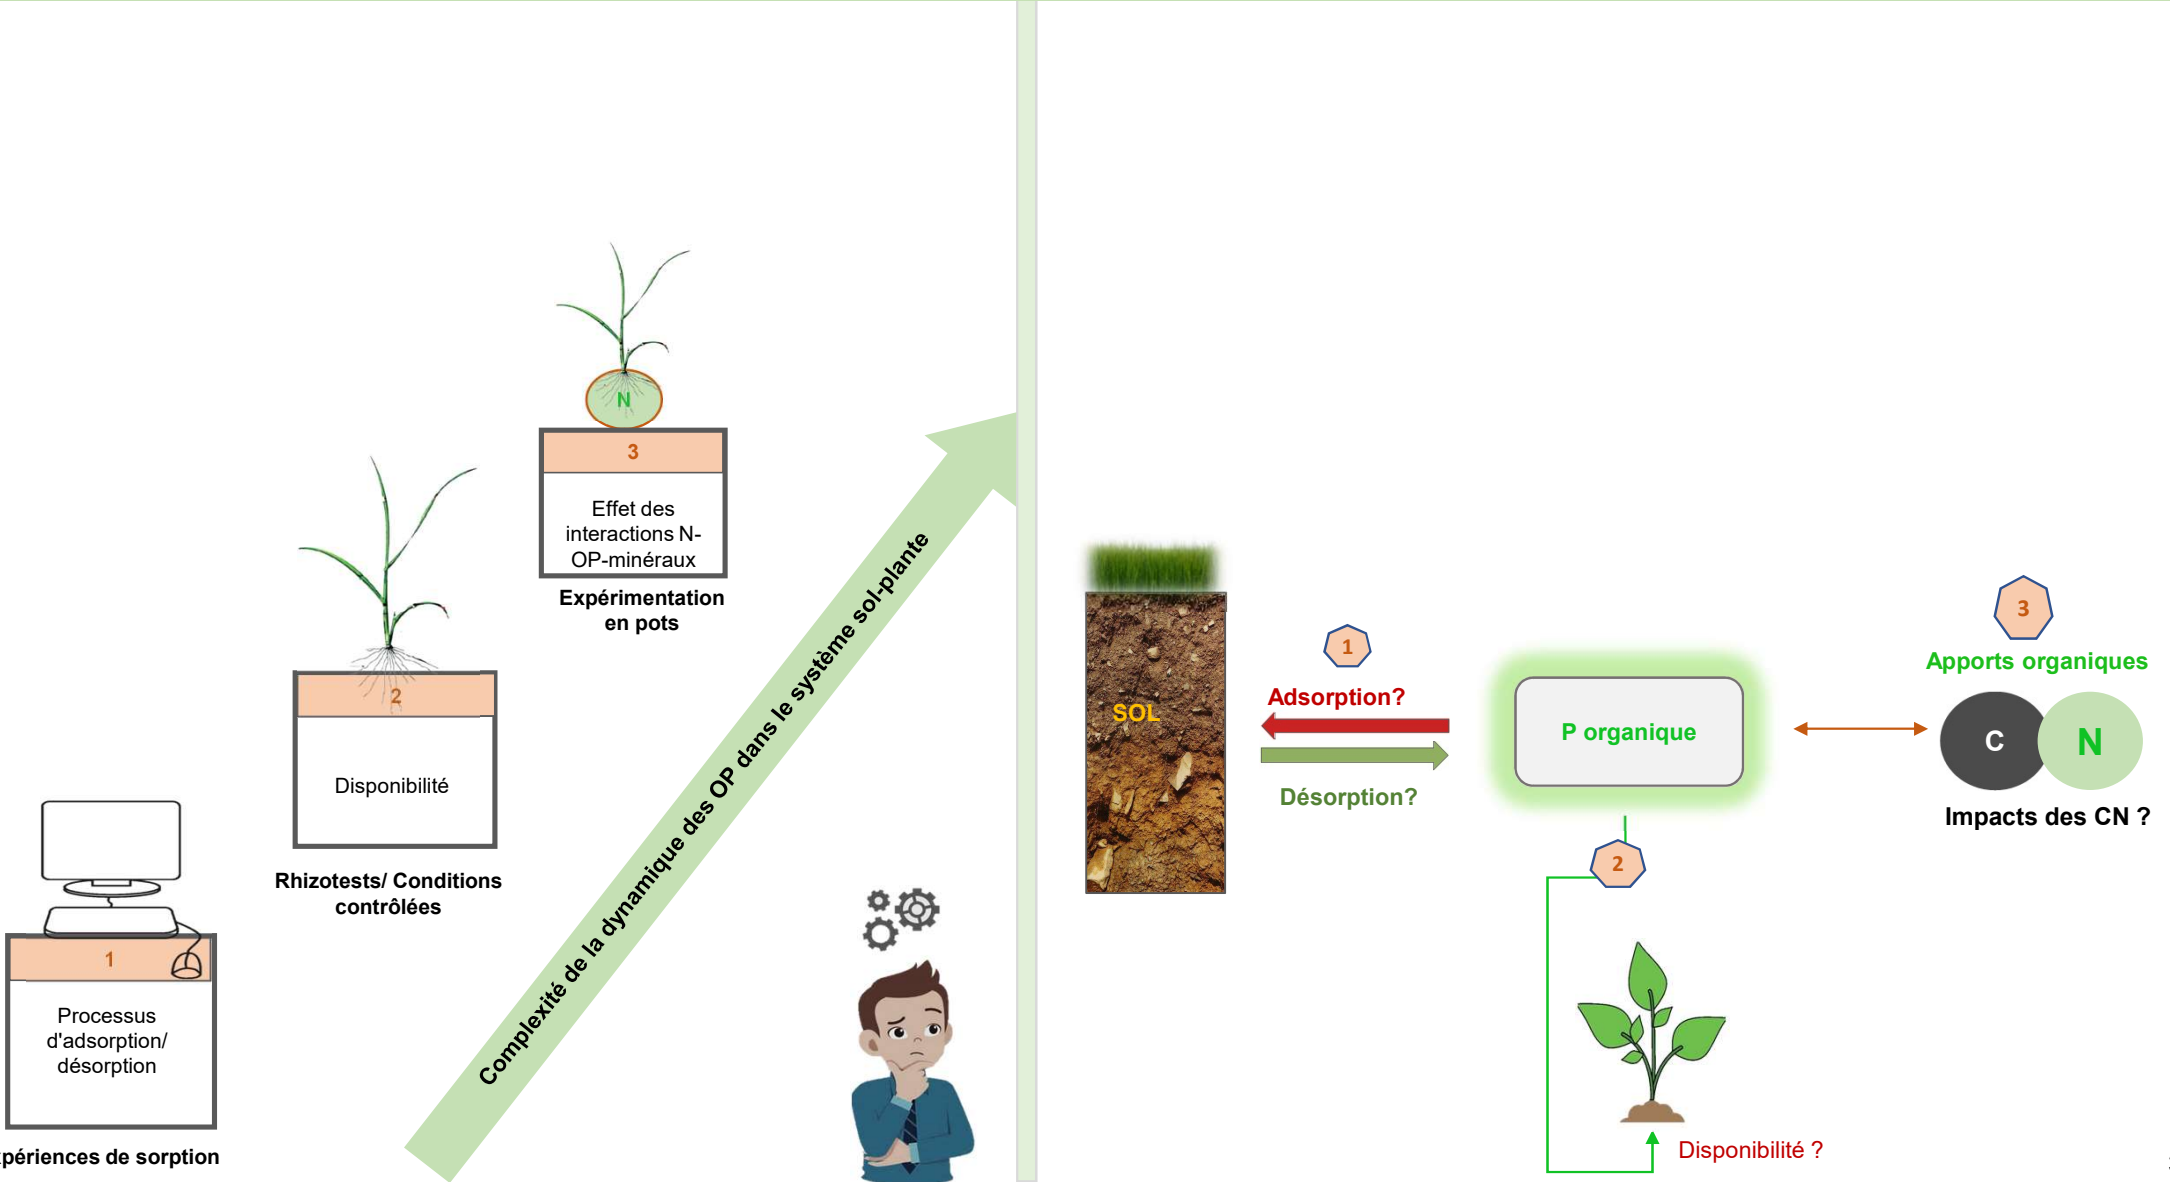 N
3
Effet des
interactions N-
OP-minéraux
Expérimentation
en pots
2
Disponibilité
Rhizotests/ Conditions
contrôlées
1
Processus
d'adsorption/
désorption
périences de sorption
Complexité de la dynamique des OP dans le système sol-plante
SOL
1
Adsorption?
Désorption?
P organique
2
Disponibilité ?
3
Apports organiques
C
N
Impacts des CN ?